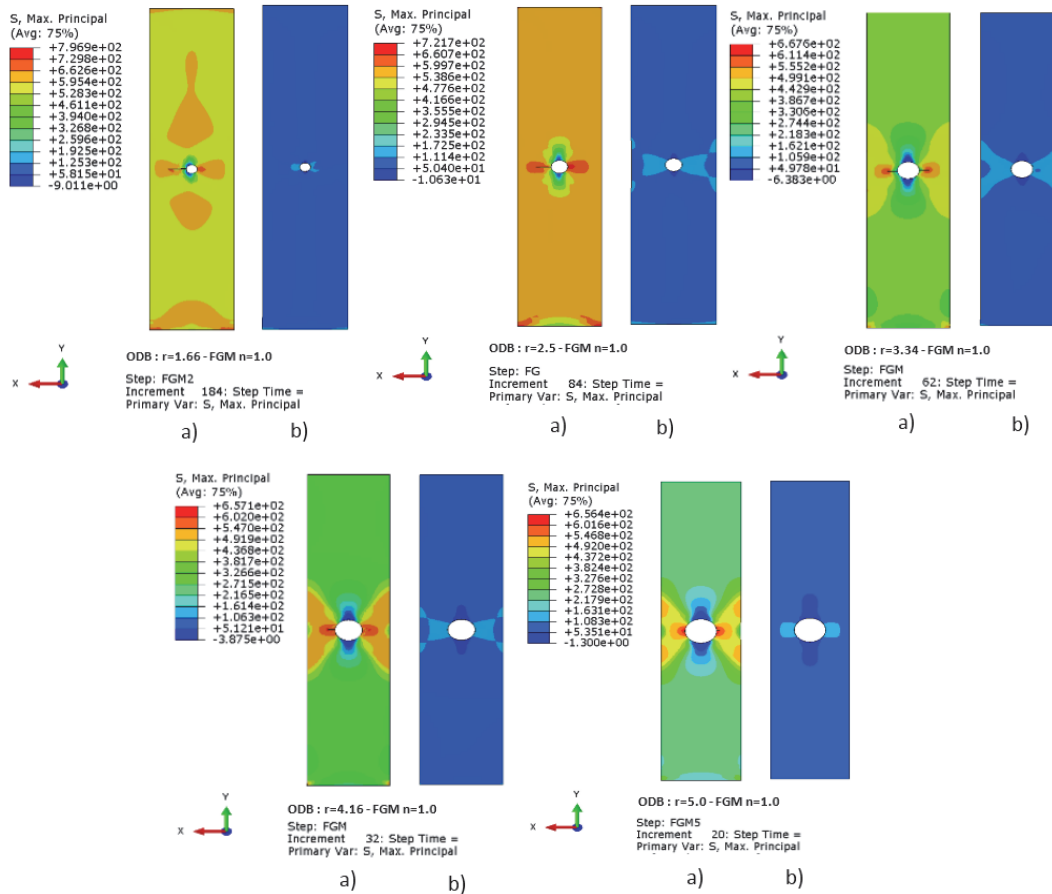 S, Max. Principal
(Avg: 75%)
+7.969e+02
+7.298e+02
+6.626e+02
+5.954e+02
+5.283e+02
+4.611e+02
+3.940e+02
+3.268e+02
+2.596e+02
+1.925e+02
+1.253e+02
+5.815e+01
-9.011e+00
Y
X
ODB : r=1.66 - FGM n=1.0
Step: FGM2
Increment 184: Step Time =
Primary Var: S, Max. Principal
a) b)
S, Max. Principal
(Avg: 75%)
+7.217e+02
+6.607e+02
+5.997e+02
+5.386e+02
+4.776e+02
+4.166e+02
+3.555e+02
+2.945e+02
+2.335e+02
+1.725e+02
+1.114e+02
+5.040e+01
-1.063e+01
Y
X
ODB : r=2.5 - FGM n=1.0
Step: FG
Increment 84: Step Time =
Primary Var: S, Max. Principal
a) b)
S, Max. Principal
(Avg: 75%)
+6.676e+02
+6.114e+02
+5.552e+02
+4.991e+02
+4.429e+02
+3.867e+02
+3.306e+02
+2.744e+02
+2.183e+02
+1.621e+02
+1.059e+02
+4.978e+01
-6.383e+00
Y
X
ODB : r=3.34 - FGM n=1.0
Step: FGM
Increment 62: Step Time =
Primary Var: S, Max. Principal
a) b)
S, Max. Principal
(Avg: 75%)
+6.571e+02
+6.020e+02
+5.470e+02
+4.919e+02
+4.368e+02
+3.817e+02
+3.266e+02
+2.715e+02
+2.165e+02
+1.614e+02
+1.063e+02
+5.121e+01
-3.875e+00
Y
X
ODB : r=4.16 - FGM n=1.0
Step: FGM
Increment 32: Step Time =
Primary Var: S, Max. Principal
a) b)
S, Max. Principal
(Avg: 75%)
+6.564e+02
+6.016e+02
+5.468e+02
+4.920e+02
+4.372e+02
+3.824e+02
+3.276e+02
+2.728e+02
+2.179e+02
+1.631e+02
+1.083e+02
+5.351e+01
-1.300e+00
Y
X
ODB : r=5.0 - FGM n=1.0
Step: FGM5
Increment 20: Step Time =
Primary Var: S, Max. Principal
a) b)